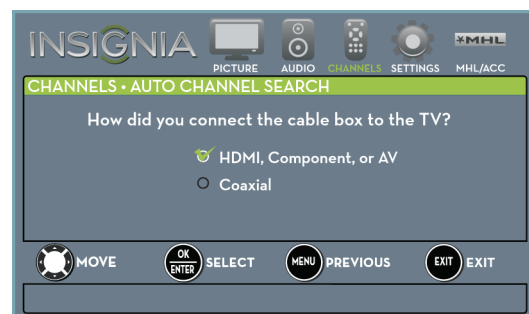 INSIGNIA
PICTURE AUDIO CHANNELS SETTINGS MHL MHL/ACC
CHANNELS • AUTO CHANNEL SEARCH
How did you connect the cable box to the TV?
HDMI, Component, or AV
Coaxial
MOVE OK ENTER SELECT MENU PREVIOUS EXIT EXIT